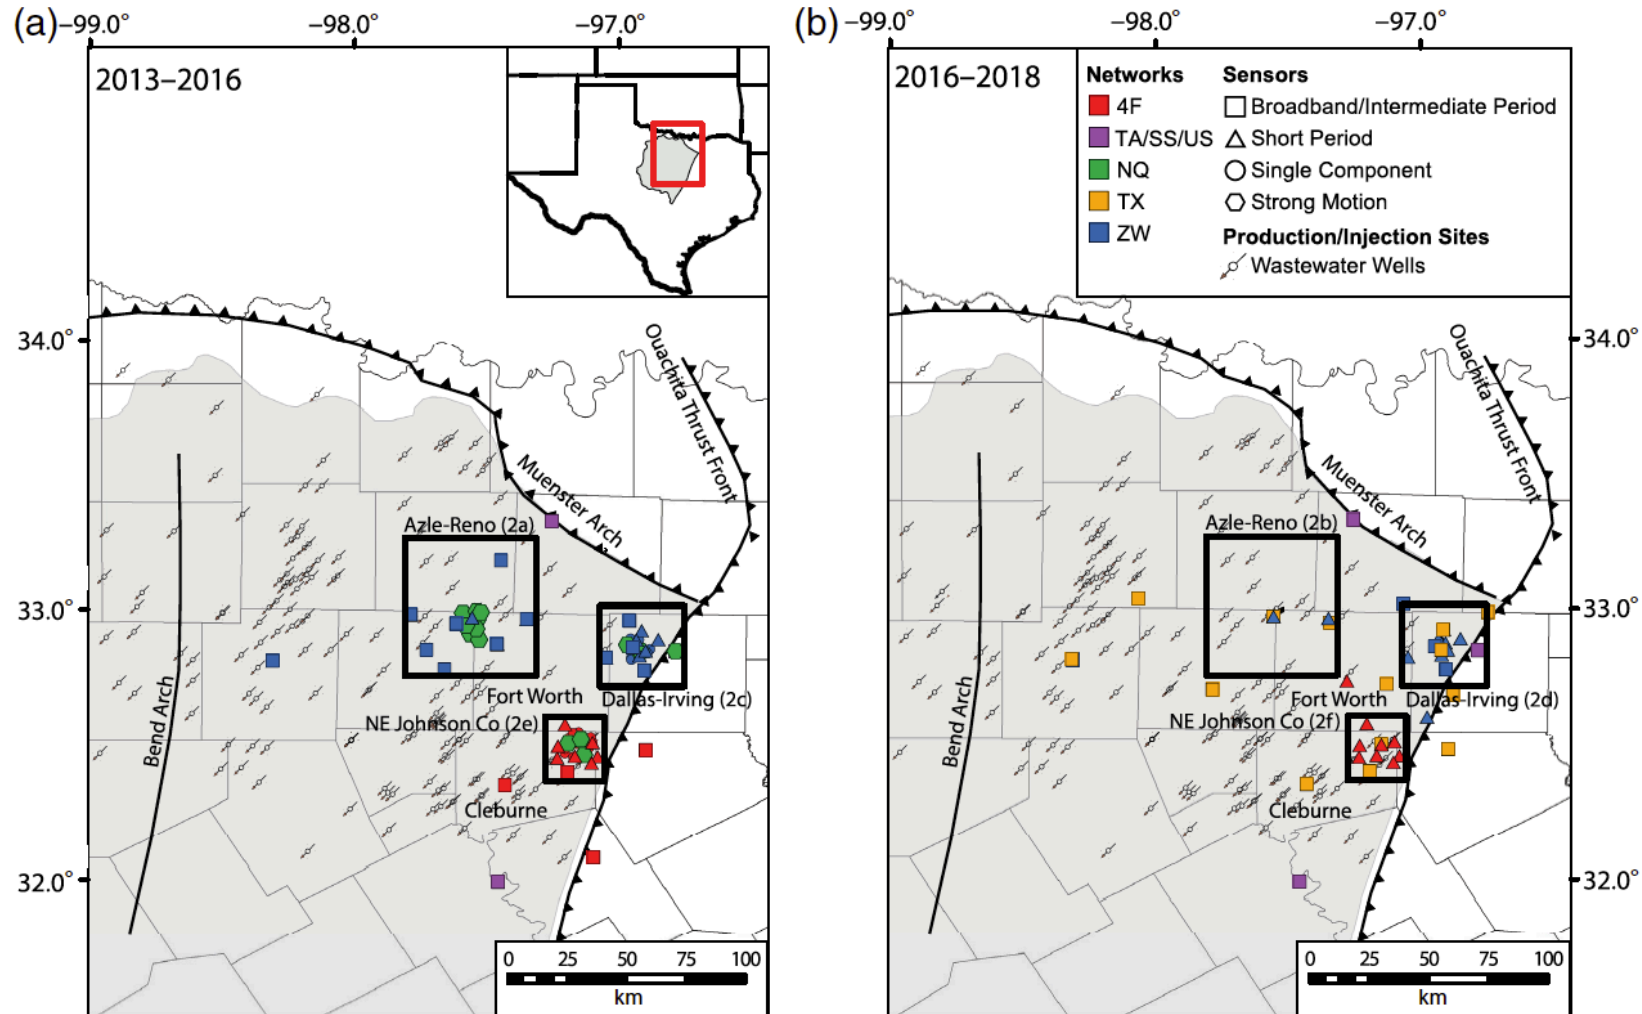 (a)
−99.0°
−98.0°
−97.0°
2013–2016
34.0°
33.0°
32.0°
Ouachita Thrust Front
Muenster Arch
Azle-Reno (2a)
Bend Arch
Fort Worth
Dallas-Irving (2c)
NE Johnson Co (2e)
Cleburne
0 25 50 75 100
km
(b)
−99.0°
−98.0°
−97.0°
2016–2018
Networks
4F
TA/SS/US
NQ
TX
ZW
Sensors
Broadband/Intermediate Period
Short Period
Single Component
Strong Motion
Production/Injection Sites
Wastewater Wells
34.0°
33.0°
32.0°
Ouachita Thrust Front
Muenster Arch
Azle-Reno (2b)
Bend Arch
Fort Worth
Dallas-Irving (2d)
NE Johnson Co (2f)
Cleburne
0 25 50 75 100
km